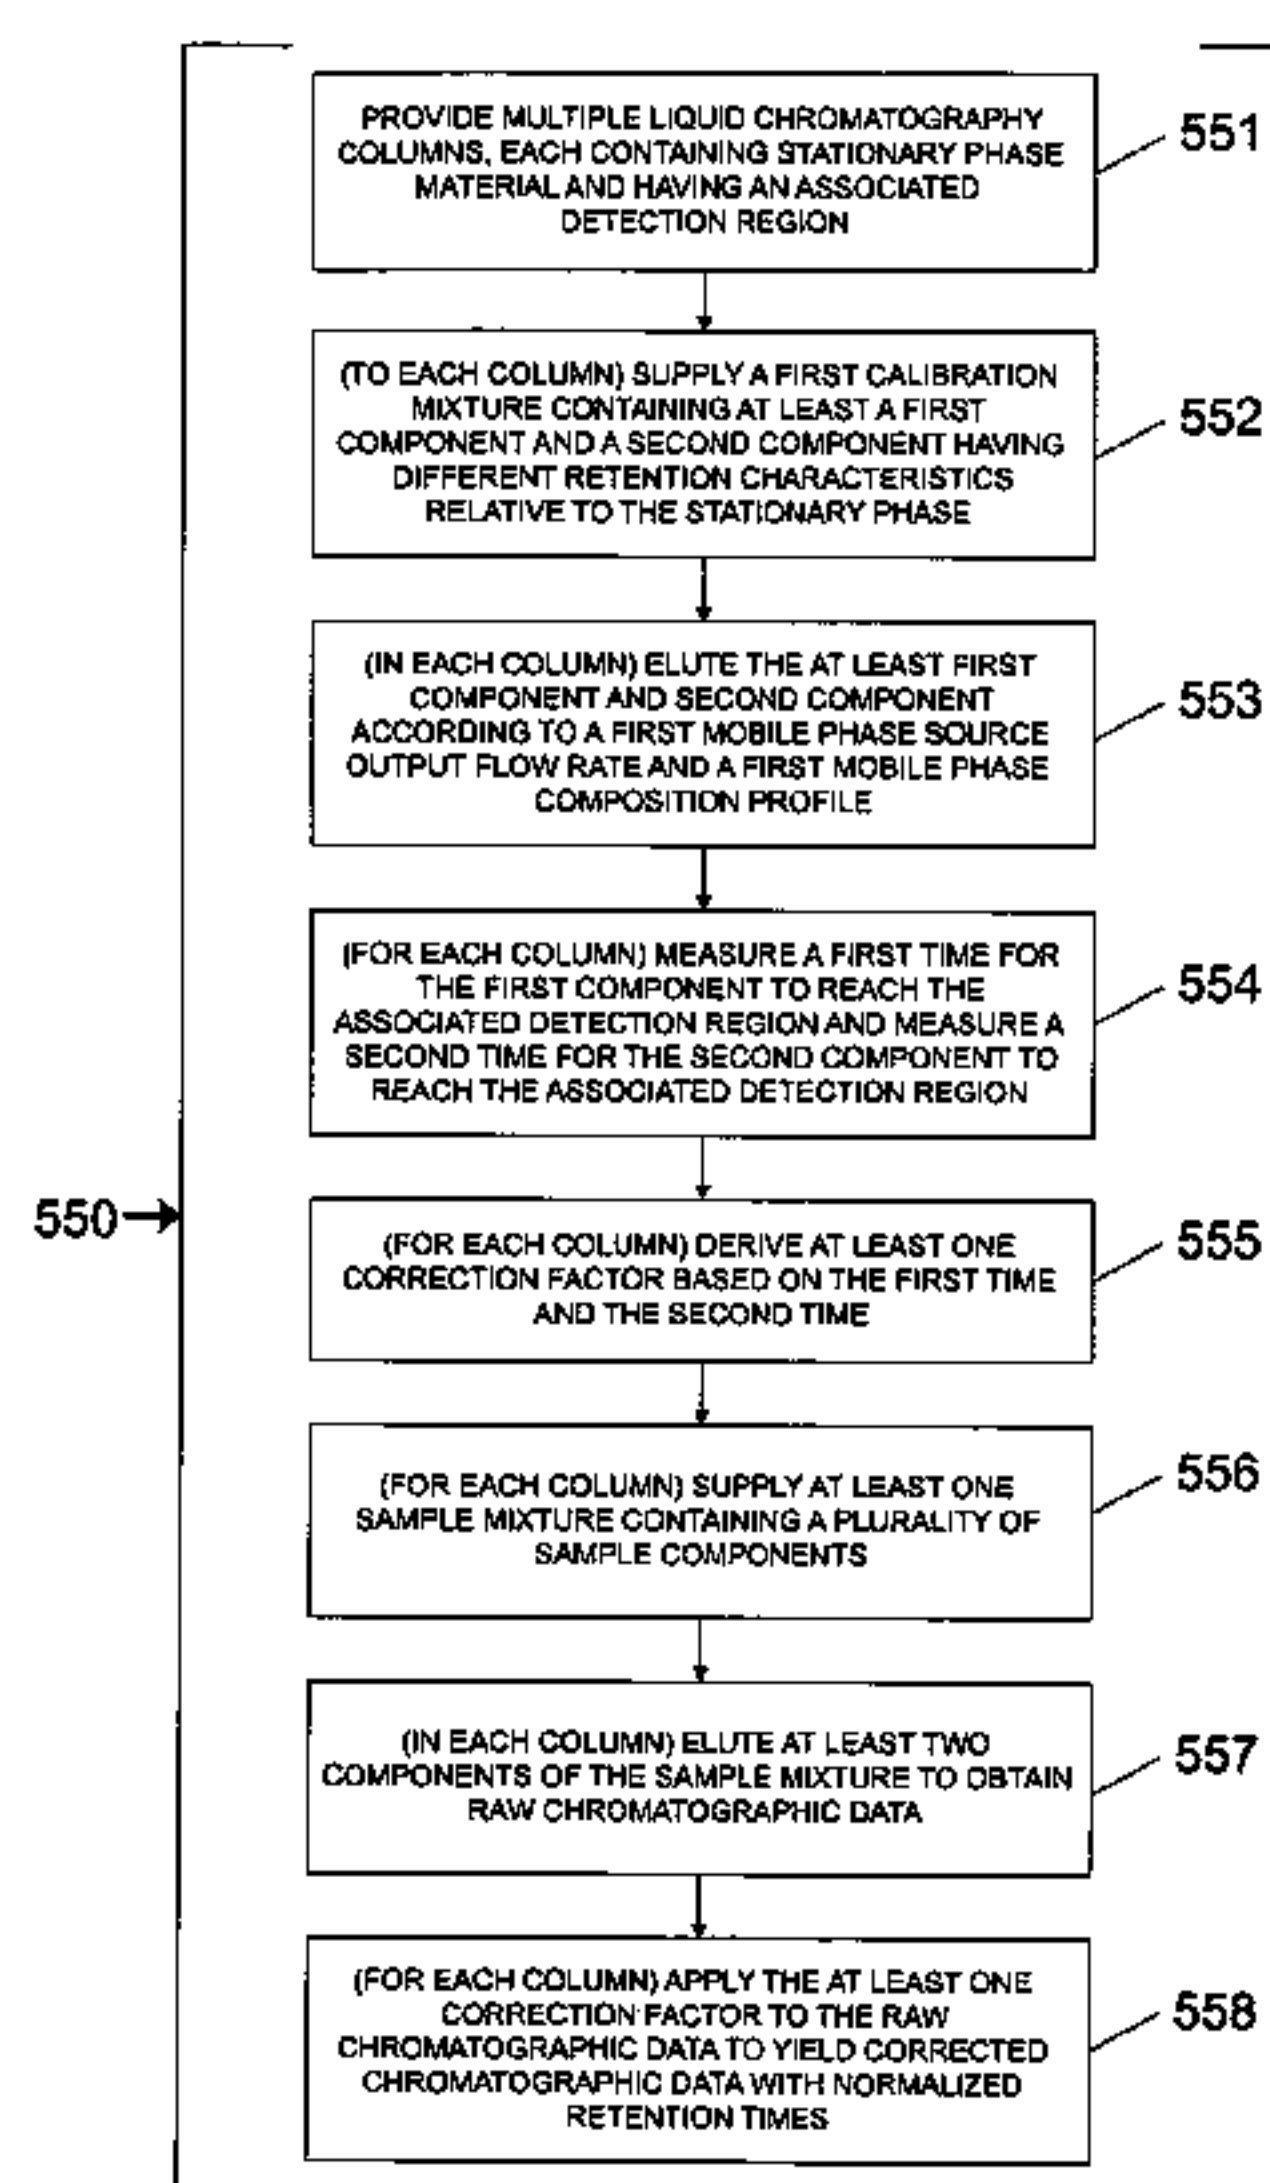 PROVIDE MULTIPLE LIQUID CHROMATOGRAPHY
COLUMNS, EACH CONTAINING STATIONARY PHASE
MATERIAL AND HAVING AN ASSOCIATED
DETECTION REGION
551
(TO EACH COLUMN) SUPPLY A FIRST CALIBRATION
MIXTURE CONTAINING AT LEAST A FIRST
COMPONENT AND A SECOND COMPONENT HAVING
DIFFERENT RETENTION CHARACTERISTICS
RELATIVE TO THE STATIONARY PHASE
552
(IN EACH COLUMN) ELUTE THE AT LEAST FIRST
COMPONENT AND SECOND COMPONENT
ACCORDING TO A FIRST MOBILE PHASE SOURCE
OUTPUT FLOW RATE AND A FIRST MOBILE PHASE
COMPOSITION PROFILE
553
(FOR EACH COLUMN) MEASURE A FIRST TIME FOR
THE FIRST COMPONENT TO REACH THE
ASSOCIATED DETECTION REGION AND MEASURE A
SECOND TIME FOR THE SECOND COMPONENT TO
REACH THE ASSOCIATED DETECTION REGION
554
550
(FOR EACH COLUMN) DERIVE AT LEAST ONE
CORRECTION FACTOR BASED ON THE FIRST TIME
AND THE SECOND TIME
555
(FOR EACH COLUMN) SUPPLY AT LEAST ONE
SAMPLE MIXTURE CONTAINING A PLURALITY OF
SAMPLE COMPONENTS
556
(IN EACH COLUMN) ELUTE AT LEAST TWO
COMPONENTS OF THE SAMPLE MIXTURE TO OBTAIN
RAW CHROMATOGRAPHIC DATA
557
(FOR EACH COLUMN) APPLY THE AT LEAST ONE
CORRECTION FACTOR TO THE RAW
CHROMATOGRAPHIC DATA TO YIELD CORRECTED
CHROMATOGRAPHIC DATA WITH NORMALIZED
RETENTION TIMES
558